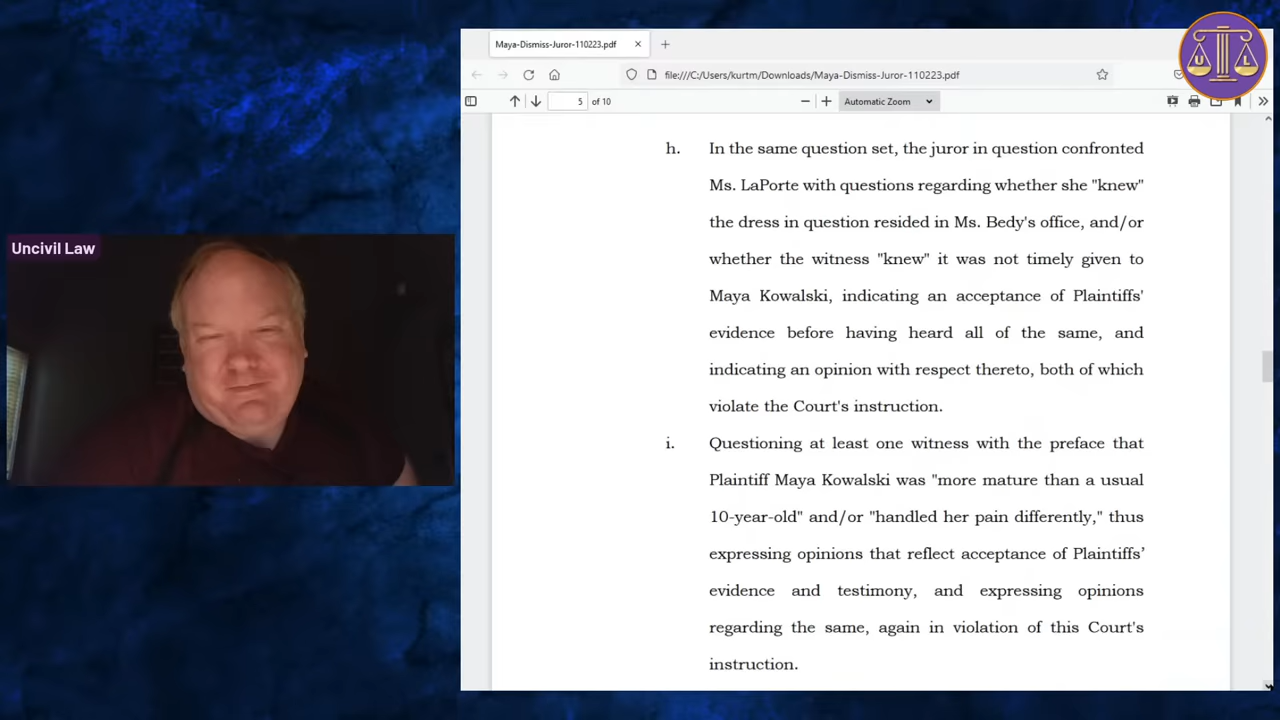 Maya-Dismiss-Juror-110223.pdf
file:///C:/Users/kurtm/Downloads/Maya-Dismiss-Juror-110223.pdf
5 of 10
Automatic Zoom
U L
Uncivil Law
h. In the same question set, the juror in question confronted
Ms. LaPorte with questions regarding whether she "knew"
the dress in question resided in Ms. Bedy's office, and/or
whether the witness "knew" it was not timely given to
Maya Kowalski, indicating an acceptance of Plaintiffs'
evidence before having heard all of the same, and
indicating an opinion with respect thereto, both of which
violate the Court's instruction.
i. Questioning at least one witness with the preface that
Plaintiff Maya Kowalski was "more mature than a usual
10-year-old" and/or "handled her pain differently," thus
expressing opinions that reflect acceptance of Plaintiffs’
evidence and testimony, and expressing opinions
regarding the same, again in violation of this Court's
instruction.